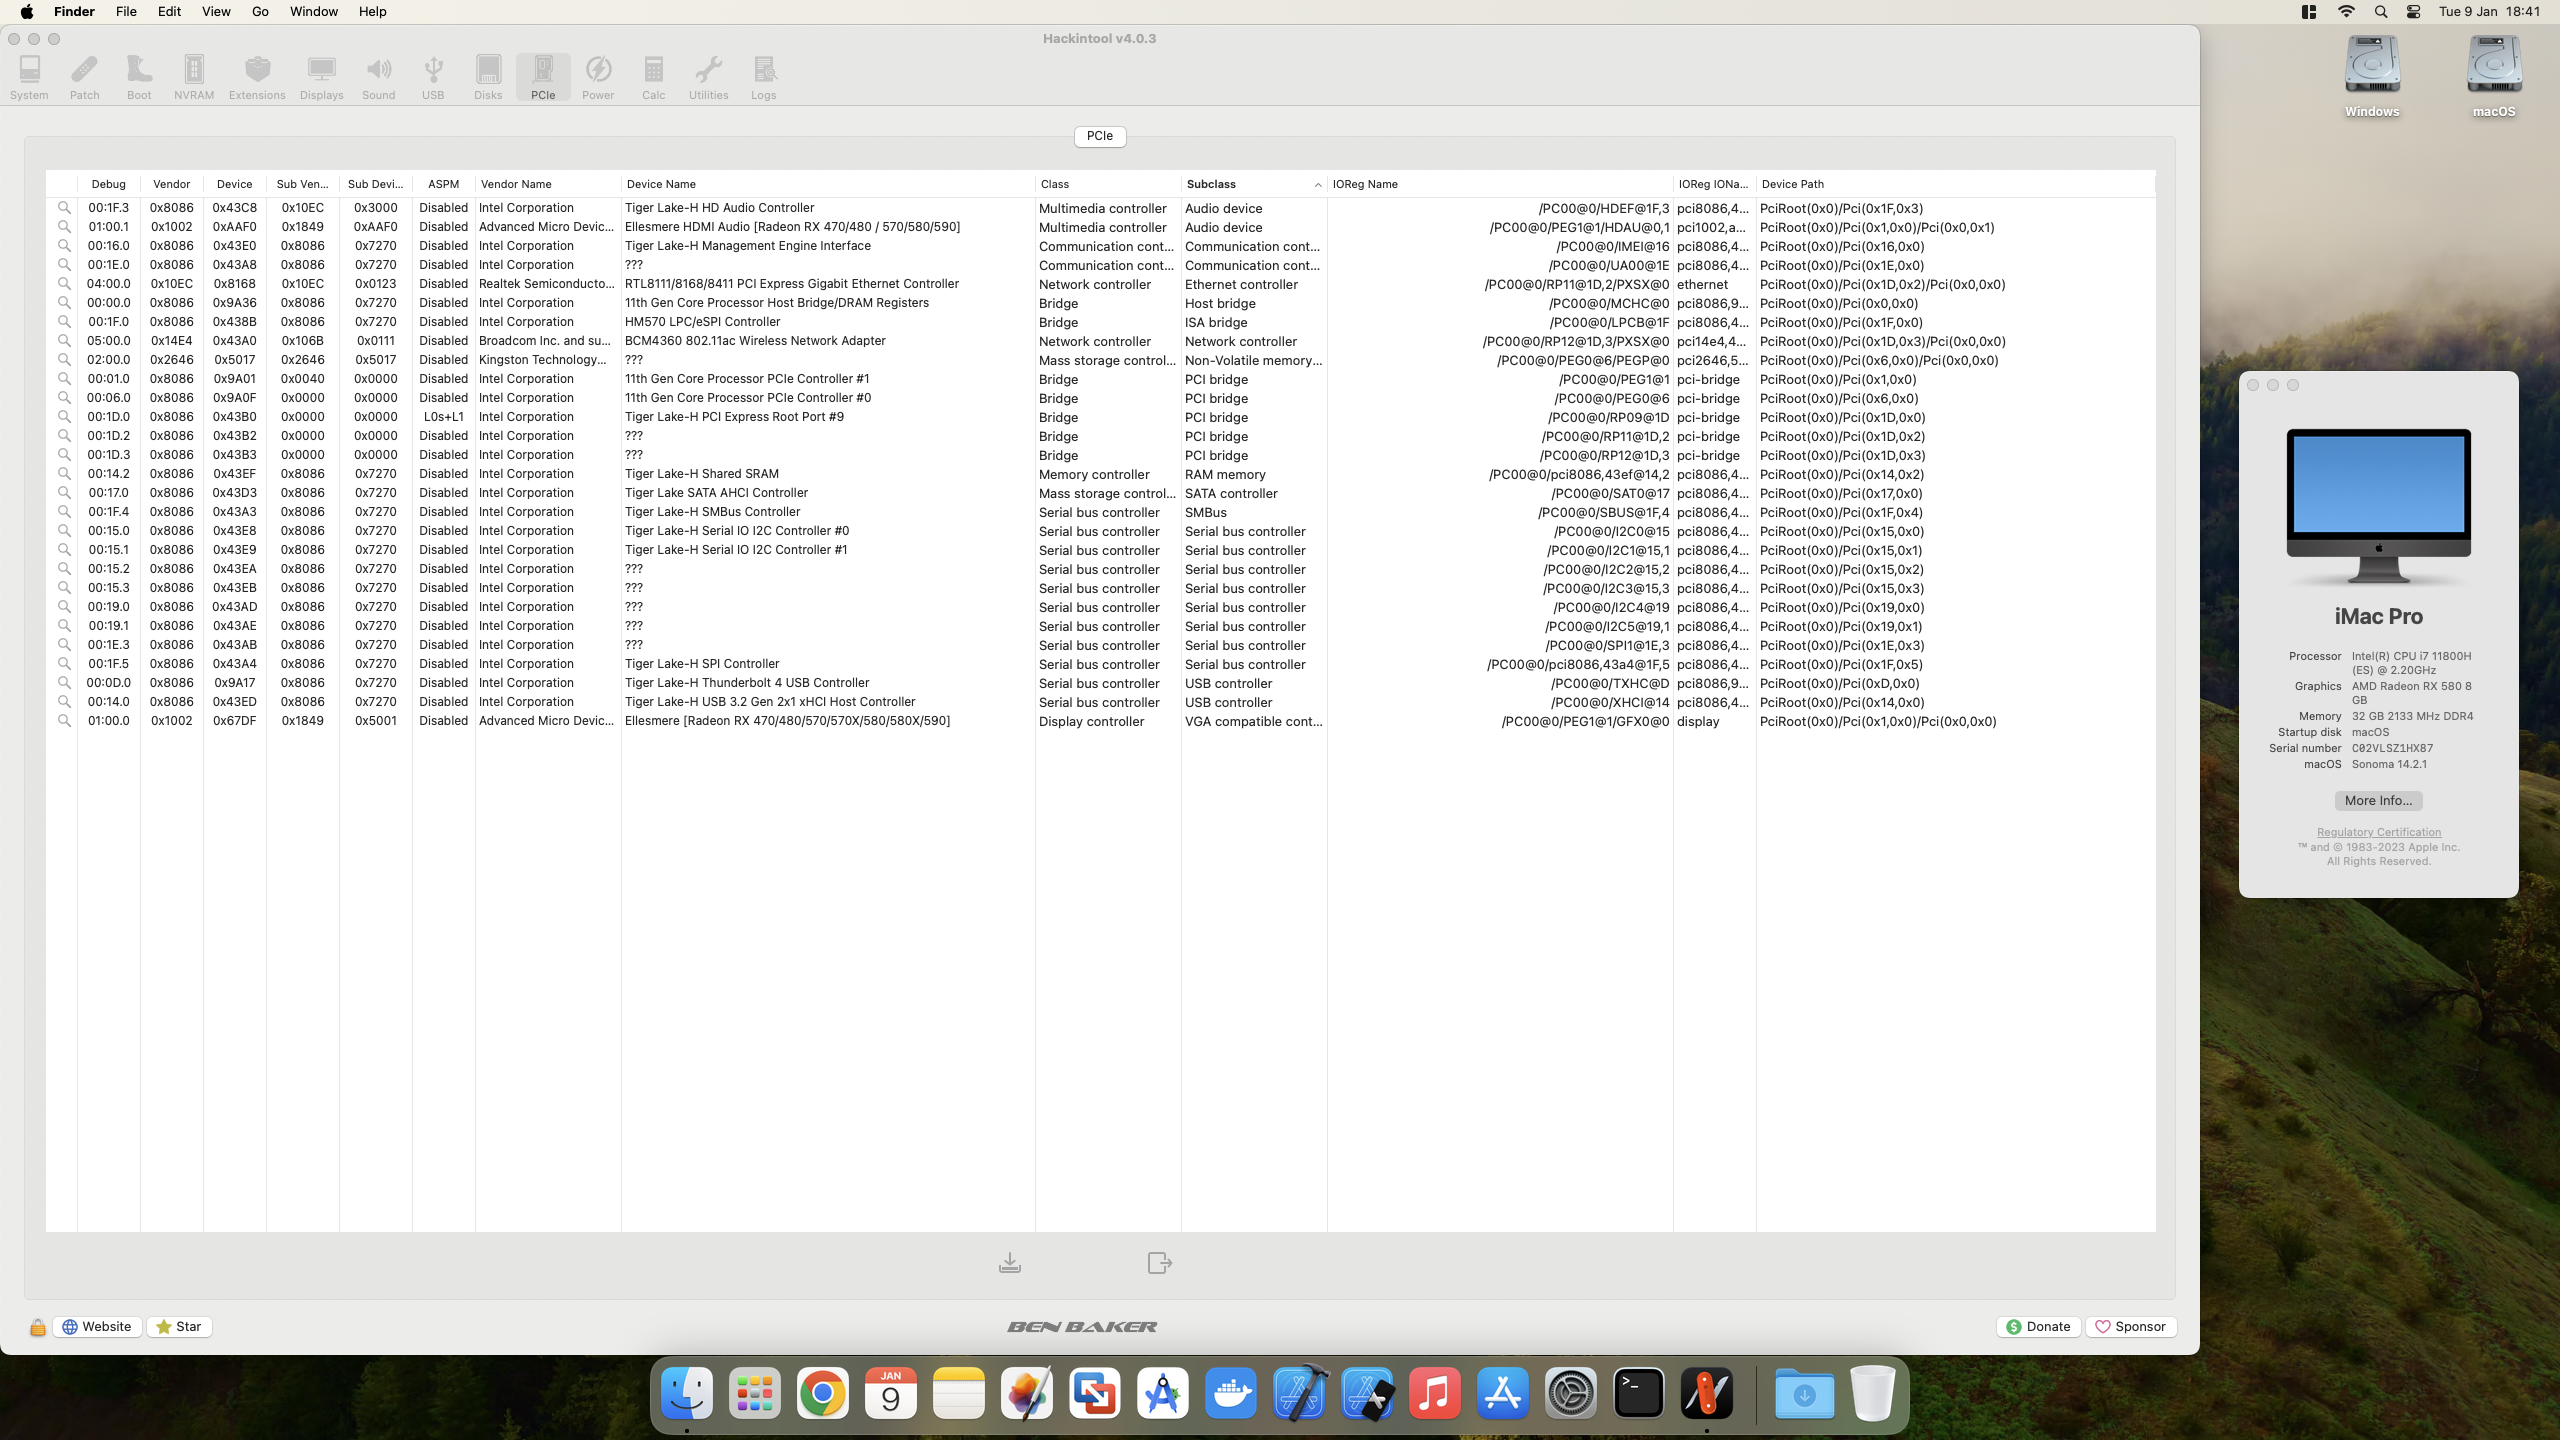 Finder File Edit View Go Window Help Tue 9 Jan 18:41
Hackintool v4.0.3
System Patch Boot NVRAM Extensions Displays Sound USB Disks PCIe Power Calc Utilities Logs
Windows macOS
PCIe
Debug Vendor Device Sub Ven... Sub Devi... ASPM Vendor Name Device Name Class Subclass IOReg Name IOReg IONa... Device Path
00:1F.3 0x8086 0x43C8 0x10EC 0x3000 Disabled Intel Corporation Tiger Lake-H HD Audio Controller Multimedia controller Audio device /PC00@0/HDEF@1F,3 pci8086,4... PciRoot(0x0)/Pci(0x1F,0x3)
01:00.1 0x1002 0xAAF0 0x1849 0xAAF0 Disabled Advanced Micro Devic... Ellesmere HDMI Audio [Radeon RX 470/480 / 570/580/590] Multimedia controller Audio device /PC00@0/PEG1@1/HDAU@0,1 pci1002,a... PciRoot(0x0)/Pci(0x1,0x0)/Pci(0x0,0x1)
00:16.0 0x8086 0x43E0 0x8086 0x7270 Disabled Intel Corporation Tiger Lake-H Management Engine Interface Communication cont... Communication cont... /PC00@0/IMEI@16 pci8086,4... PciRoot(0x0)/Pci(0x16,0x0)
00:1E.0 0x8086 0x43A8 0x8086 0x7270 Disabled Intel Corporation ??? Communication cont... Communication cont... /PC00@0/UA00@1E pci8086,4... PciRoot(0x0)/Pci(0x1E,0x0)
04:00.0 0x10EC 0x8168 0x10EC 0x0123 Disabled Realtek Semiconducto... RTL8111/8168/8411 PCI Express Gigabit Ethernet Controller Network controller Ethernet controller /PC00@0/RP11@1D,2/PXSX@0 ethernet PciRoot(0x0)/Pci(0x1D,0x2)/Pci(0x0,0x0)
00:00.0 0x8086 0x9A36 0x8086 0x7270 Disabled Intel Corporation 11th Gen Core Processor Host Bridge/DRAM Registers Bridge Host bridge /PC00@0/MCHC@0 pci8086,9... PciRoot(0x0)/Pci(0x0,0x0)
00:1F.0 0x8086 0x438B 0x8086 0x7270 Disabled Intel Corporation HM570 LPC/eSPI Controller Bridge ISA bridge /PC00@0/LPCB@1F pci8086,4... PciRoot(0x0)/Pci(0x1F,0x0)
05:00.0 0x14E4 0x43A0 0x106B 0x0111 Disabled Broadcom Inc. and su... BCM4360 802.11ac Wireless Network Adapter Network controller Network controller /PC00@0/RP12@1D,3/PXSX@0 pci14e4,4... PciRoot(0x0)/Pci(0x1D,0x3)/Pci(0x0,0x0)
02:00.0 0x2646 0x5017 0x2646 0x5017 Disabled Kingston Technology... ??? Mass storage control... Non-Volatile memory... /PC00@0/PEG0@6/PEGP@0 pci2646,5... PciRoot(0x0)/Pci(0x6,0x0)/Pci(0x0,0x0)
00:01.0 0x8086 0x9A01 0x0040 0x0000 Disabled Intel Corporation 11th Gen Core Processor PCIe Controller #1 Bridge PCI bridge /PC00@0/PEG1@1 pci-bridge PciRoot(0x0)/Pci(0x1,0x0)
00:06.0 0x8086 0x9A0F 0x0000 0x0000 Disabled Intel Corporation 11th Gen Core Processor PCIe Controller #0 Bridge PCI bridge /PC00@0/PEG0@6 pci-bridge PciRoot(0x0)/Pci(0x6,0x0)
00:1D.0 0x8086 0x43B0 0x0000 0x0000 L0s+L1 Intel Corporation Tiger Lake-H PCI Express Root Port #9 Bridge PCI bridge /PC00@0/RP09@1D pci-bridge PciRoot(0x0)/Pci(0x1D,0x0)
00:1D.2 0x8086 0x43B2 0x0000 0x0000 Disabled Intel Corporation ??? Bridge PCI bridge /PC00@0/RP11@1D,2 pci-bridge PciRoot(0x0)/Pci(0x1D,0x2)
00:1D.3 0x8086 0x43B3 0x0000 0x0000 Disabled Intel Corporation ??? Bridge PCI bridge /PC00@0/RP12@1D,3 pci-bridge PciRoot(0x0)/Pci(0x1D,0x3)
00:14.2 0x8086 0x43EF 0x8086 0x7270 Disabled Intel Corporation Tiger Lake-H Shared SRAM Memory controller RAM memory /PC00@0/pci8086,43ef@14,2 pci8086,4... PciRoot(0x0)/Pci(0x14,0x2)
00:17.0 0x8086 0x43D3 0x8086 0x7270 Disabled Intel Corporation Tiger Lake SATA AHCI Controller Mass storage control... SATA controller /PC00@0/SAT0@17 pci8086,4... PciRoot(0x0)/Pci(0x17,0x0)
00:1F.4 0x8086 0x43A3 0x8086 0x7270 Disabled Intel Corporation Tiger Lake-H SMBus Controller Serial bus controller SMBus /PC00@0/SBUS@1F,4 pci8086,4... PciRoot(0x0)/Pci(0x1F,0x4)
00:15.0 0x8086 0x43E8 0x8086 0x7270 Disabled Intel Corporation Tiger Lake-H Serial IO I2C Controller #0 Serial bus controller Serial bus controller /PC00@0/I2C0@15 pci8086,4... PciRoot(0x0)/Pci(0x15,0x0)
00:15.1 0x8086 0x43E9 0x8086 0x7270 Disabled Intel Corporation Tiger Lake-H Serial IO I2C Controller #1 Serial bus controller Serial bus controller /PC00@0/I2C1@15,1 pci8086,4... PciRoot(0x0)/Pci(0x15,0x1)
00:15.2 0x8086 0x43EA 0x8086 0x7270 Disabled Intel Corporation ??? Serial bus controller Serial bus controller /PC00@0/I2C2@15,2 pci8086,4... PciRoot(0x0)/Pci(0x15,0x2)
00:15.3 0x8086 0x43EB 0x8086 0x7270 Disabled Intel Corporation ??? Serial bus controller Serial bus controller /PC00@0/I2C3@15,3 pci8086,4... PciRoot(0x0)/Pci(0x15,0x3)
00:19.0 0x8086 0x43AD 0x8086 0x7270 Disabled Intel Corporation ??? Serial bus controller Serial bus controller /PC00@0/I2C4@19 pci8086,4... PciRoot(0x0)/Pci(0x19,0x0)
00:19.1 0x8086 0x43AE 0x8086 0x7270 Disabled Intel Corporation ??? Serial bus controller Serial bus controller /PC00@0/I2C5@19,1 pci8086,4... PciRoot(0x0)/Pci(0x19,0x1)
00:1E.3 0x8086 0x43AB 0x8086 0x7270 Disabled Intel Corporation ??? Serial bus controller Serial bus controller /PC00@0/SPI1@1E,3 pci8086,4... PciRoot(0x0)/Pci(0x1E,0x3)
00:1F.5 0x8086 0x43A4 0x8086 0x7270 Disabled Intel Corporation Tiger Lake-H SPI Controller Serial bus controller Serial bus controller /PC00@0/pci8086,43a4@1F,5 pci8086,4... PciRoot(0x0)/Pci(0x1F,0x5)
00:0D.0 0x8086 0x9A17 0x8086 0x7270 Disabled Intel Corporation Tiger Lake-H Thunderbolt 4 USB Controller Serial bus controller USB controller /PC00@0/TXHC@D pci8086,9... PciRoot(0x0)/Pci(0xD,0x0)
00:14.0 0x8086 0x43ED 0x8086 0x7270 Disabled Intel Corporation Tiger Lake-H USB 3.2 Gen 2x1 xHCI Host Controller Serial bus controller USB controller /PC00@0/XHCI@14 pci8086,4... PciRoot(0x0)/Pci(0x14,0x0)
01:00.0 0x1002 0x67DF 0x1849 0x5001 Disabled Advanced Micro Devic... Ellesmere [Radeon RX 470/480/570/570X/580/580X/590] Display controller VGA compatible cont... /PC00@0/PEG1@1/GFX0@0 display PciRoot(0x0)/Pci(0x1,0x0)/Pci(0x0,0x0)
iMac Pro
Processor Intel(R) CPU i7 11800H
(ES) @ 2.20GHz
Graphics AMD Radeon RX 580 8
GB
Memory 32 GB 2133 MHz DDR4
Startup disk macOS
Serial number C02VLSZ1HX87
macOS Sonoma 14.2.1
More Info...
Regulatory Certification
™ and © 1983-2023 Apple Inc.
All Rights Reserved.
Website Star BEN BAKER Donate Sponsor
JAN
9